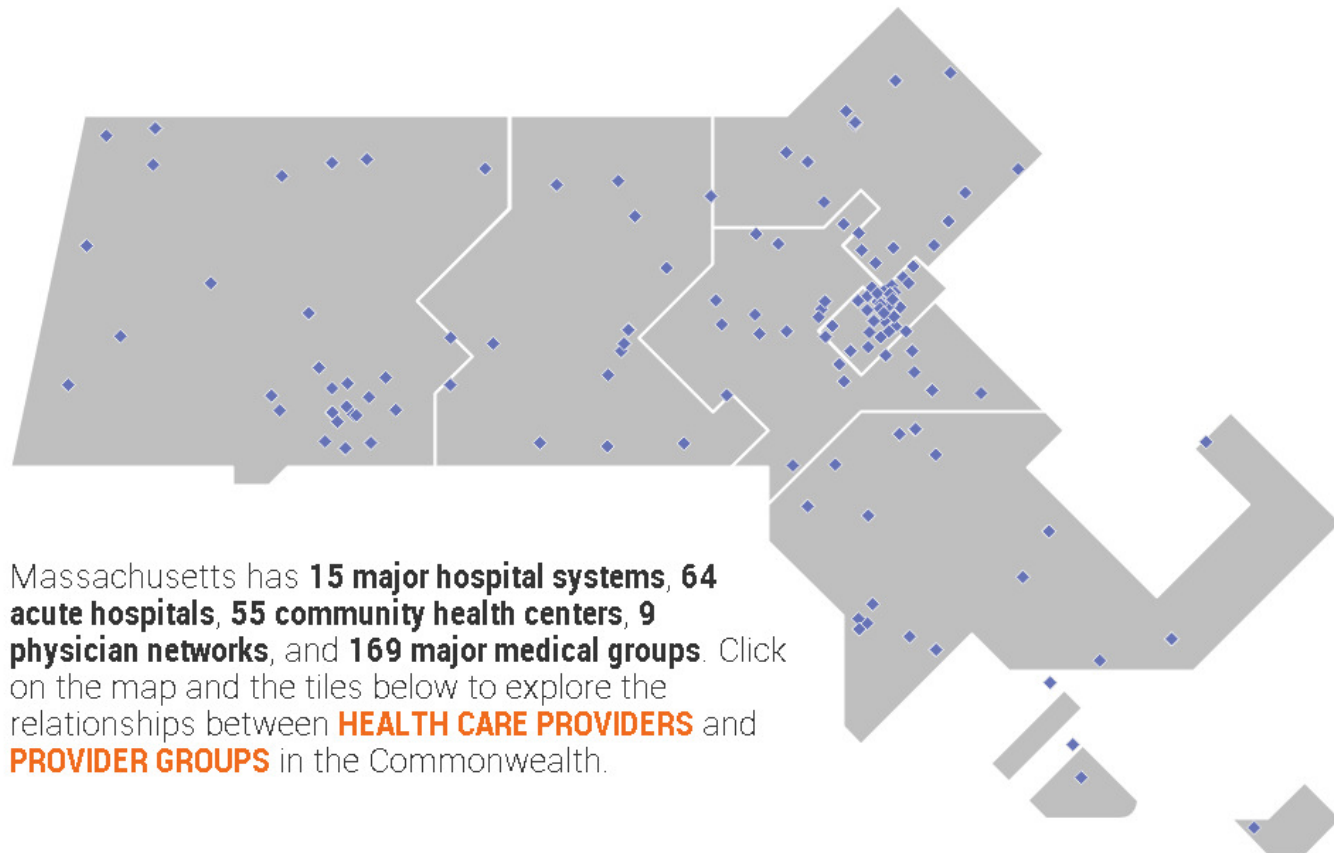 Massachusetts has 15 major hospital systems, 64
acute hospitals, 55 community health centers, 9
physician networks, and 169 major medical groups. Click
on the map and the tiles below to explore the
relationships between HEALTH CARE PROVIDERS and
PROVIDER GROUPS in the Commonwealth.